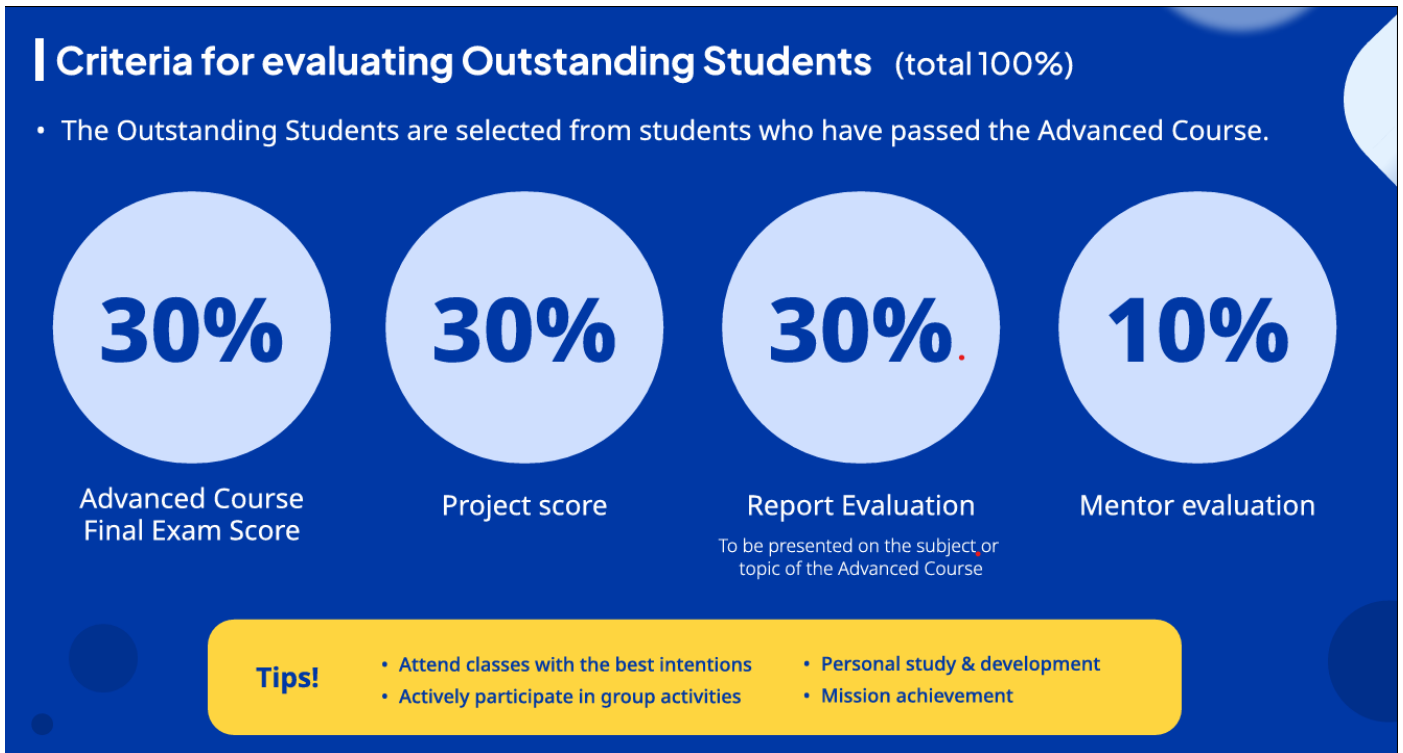 Criteria for evaluating Outstanding Students (total 100%)
• The Outstanding Students are selected from students who have passed the Advanced Course.
30%
30%
30%
10%
Advanced Course
Final Exam Score
Project score
Report Evaluation
To be presented on the subject or
topic of the Advanced Course
Mentor evaluation
Tips!
• Attend classes with the best intentions
• Actively participate in group activities
• Personal study & development
• Mission achievement